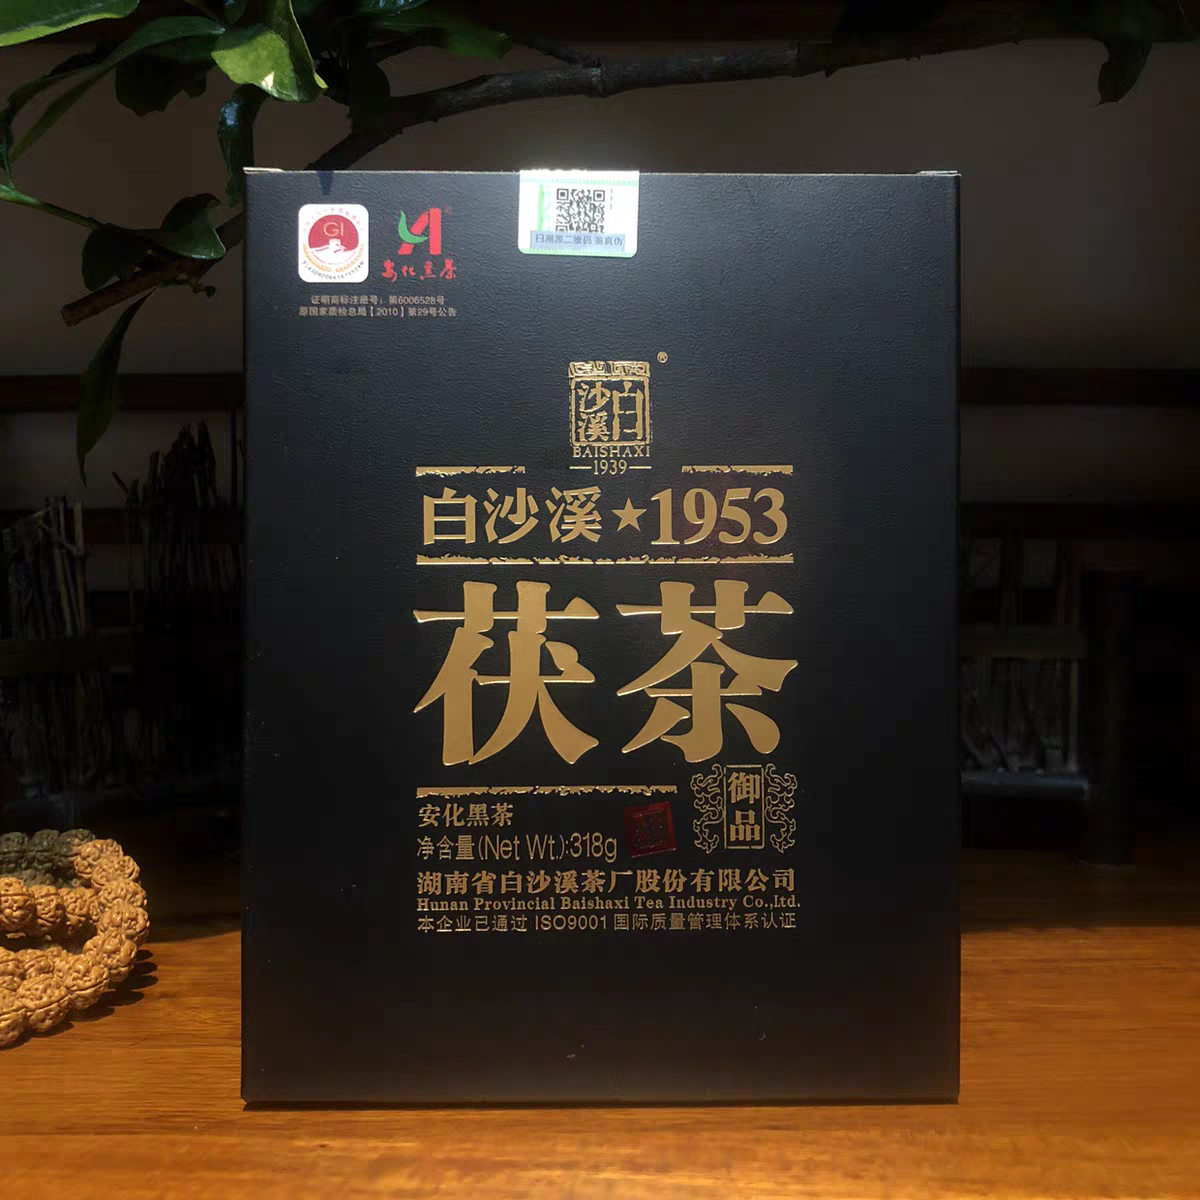 GI
安化黑茶
证明商标注册号：第6006528号
原国家质检总局【2010】第29号公告
扫溯源二维码 验真伪
白沙溪
®
BAISHAXI
1939
白沙溪★1953
茯茶
御品
安化黑茶
净含量(Net Wt.):318g
湖南省白沙溪茶厂股份有限公司
Hunan Provincial Baishaxi Tea Industry Co.,Ltd.
本企业已通过 ISO9001 国际质量管理体系认证